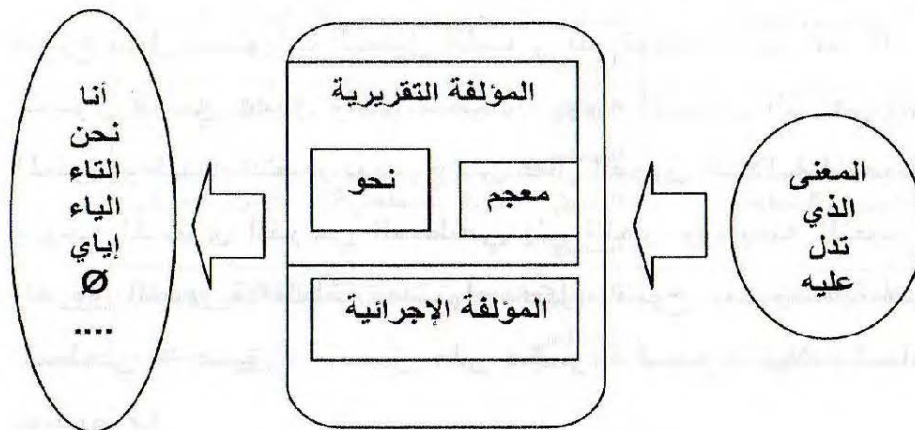 المعنى
الذي
تدل
عليه
المؤلفة التقريرية
معجم
نحو
المؤلفة الإجرائية
أنا
نحن
التاء
الياء
إياي
Ø
....